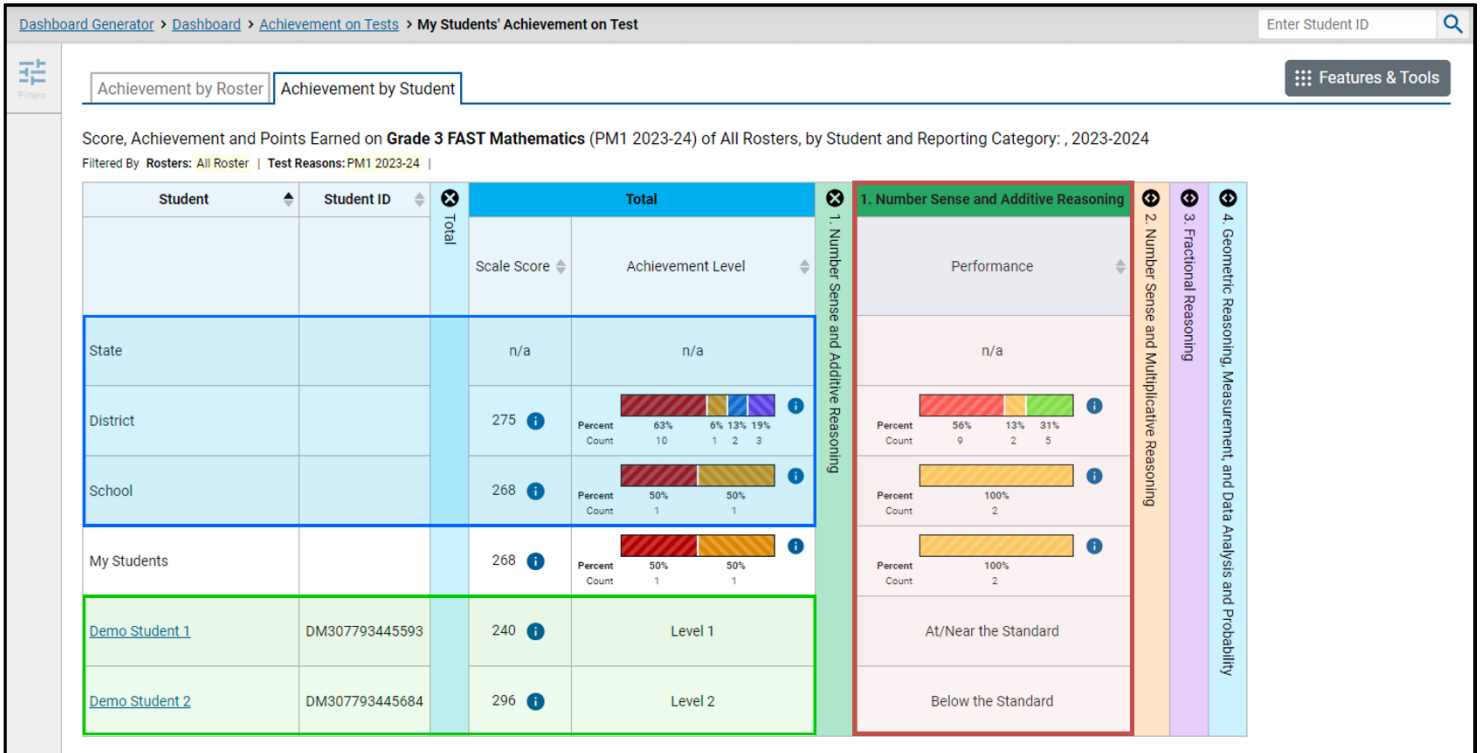 Dashboard Generator > Dashboard > Achievement on Tests > My Students' Achievement on Test
Enter Student ID
Filters
Achievement by Roster
Achievement by Student
Features & Tools
Score, Achievement and Points Earned on Grade 3 FAST Mathematics (PM1 2023-24) of All Rosters, by Student and Reporting Category: , 2023-2024
Filtered By Rosters: All Roster | Test Reasons: PM1 2023-24 |
Student Student ID Total Total 1. Number Sense and Additive Reasoning 1. Number Sense and Additive Reasoning 2. Number Sense and Multiplicative Reasoning 3. Fractional Reasoning 4. Geometric Reasoning, Measurement, and Data Analysis and Probability
Scale Score Achievement Level Performance
State n/a n/a n/a
District 275
Percent 63% 6% 13% 19%
Count 10 1 2 3
Percent 56% 13% 31%
Count 9 2 5
School 268
Percent 50% 50%
Count 1 1
Percent 100%
Count 2
My Students 268
Percent 50% 50%
Count 1 1
Percent 100%
Count 2
Demo Student 1 DM307793445593 240 Level 1 At/Near the Standard
Demo Student 2 DM307793445684 296 Level 2 Below the Standard